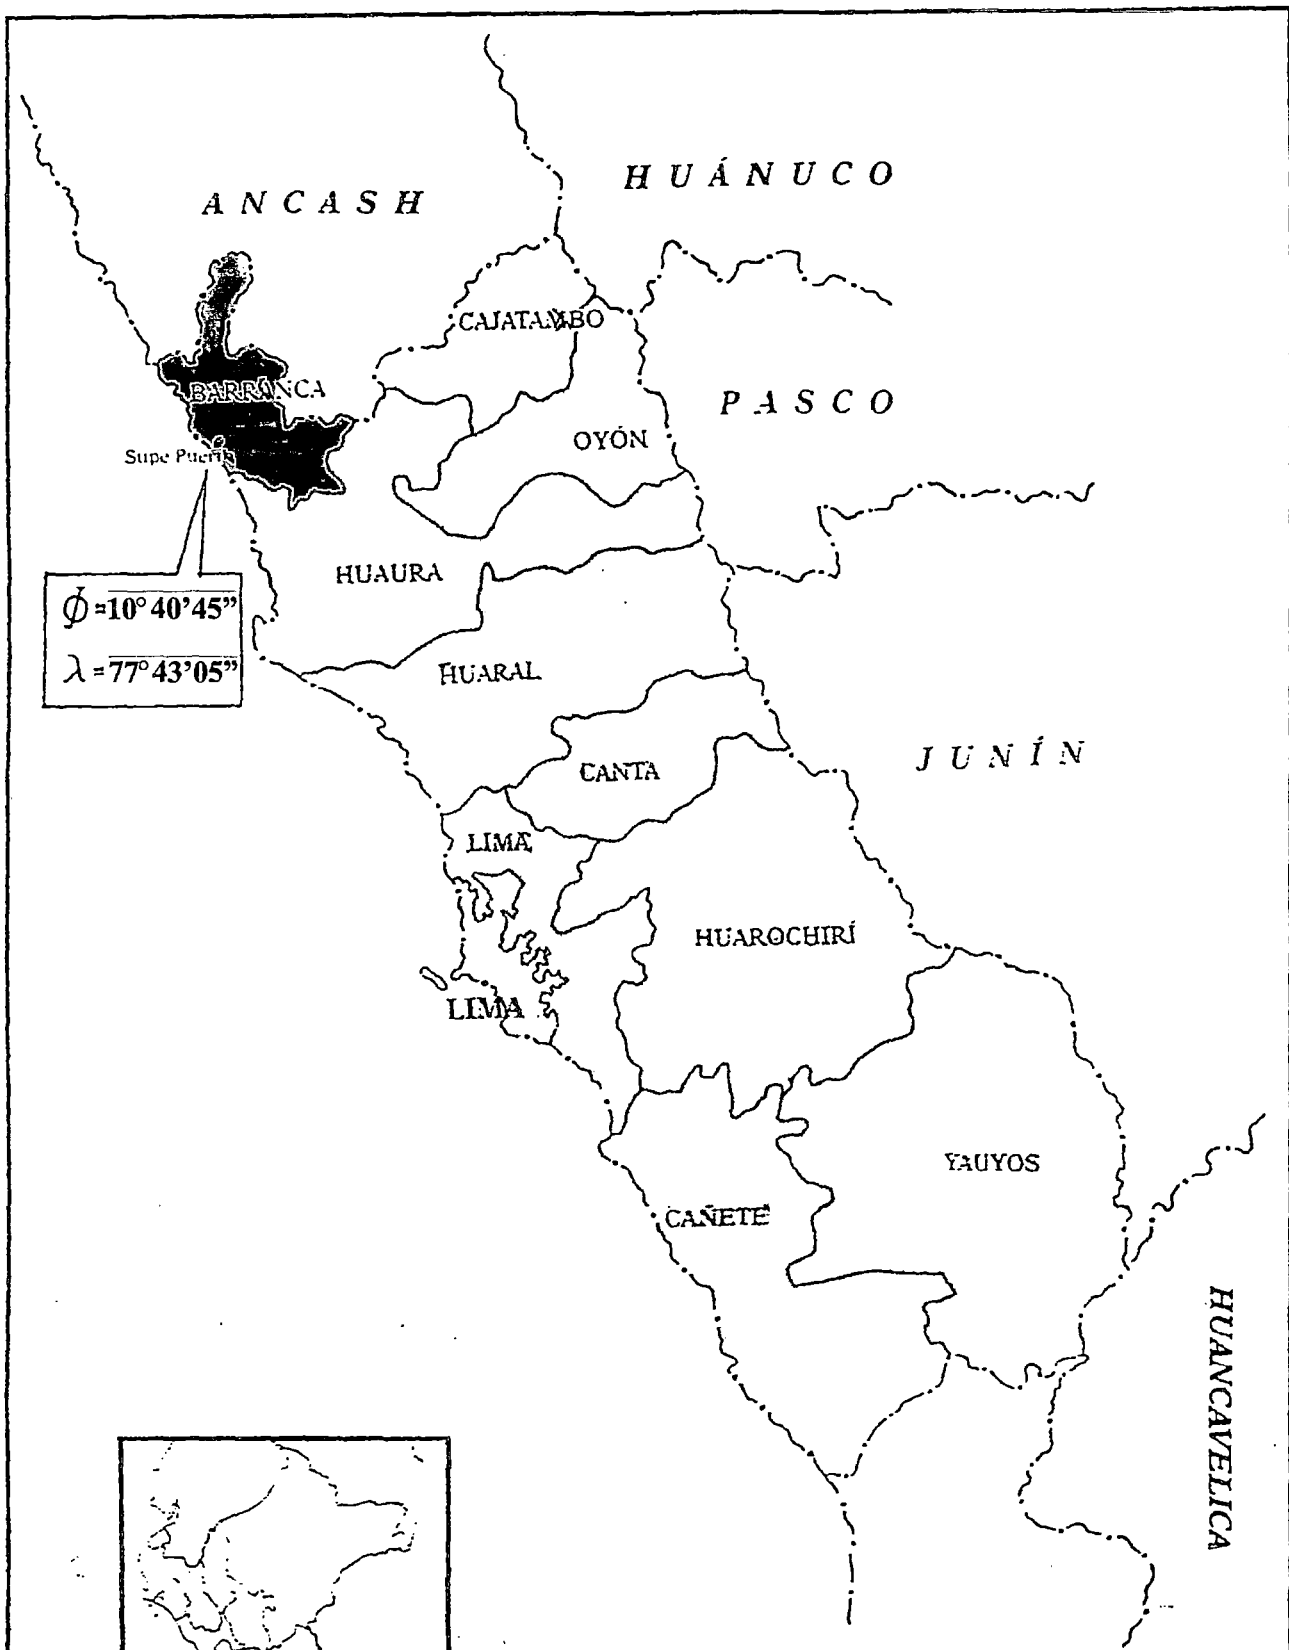 HUÁNUCO
ANCASH
CAJATAMBO
BARRANCA
PASCO
OYÓN
Supe Puerto
HUAURA
ϕ=10°40'45”
λ=77°43'05”
HUARAL
JUNÍN
CANTA
LIMA
HUAROCHIRÍ
LIMA
YAUYOS
CAÑETE
HUANCAVELICA